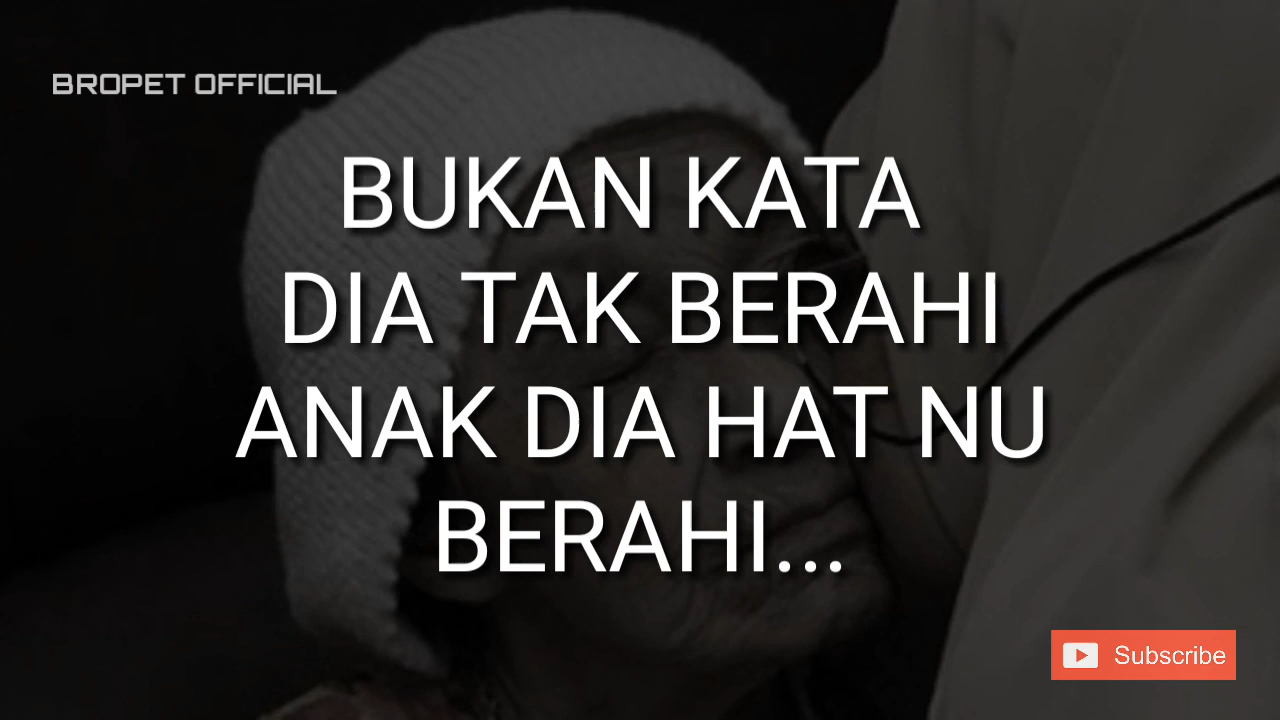 BROPET OFFICIAL
BUKAN KATA
DIA TAK BERAHI
ANAK DIA HAT NU
BERAHI...
Subscribe